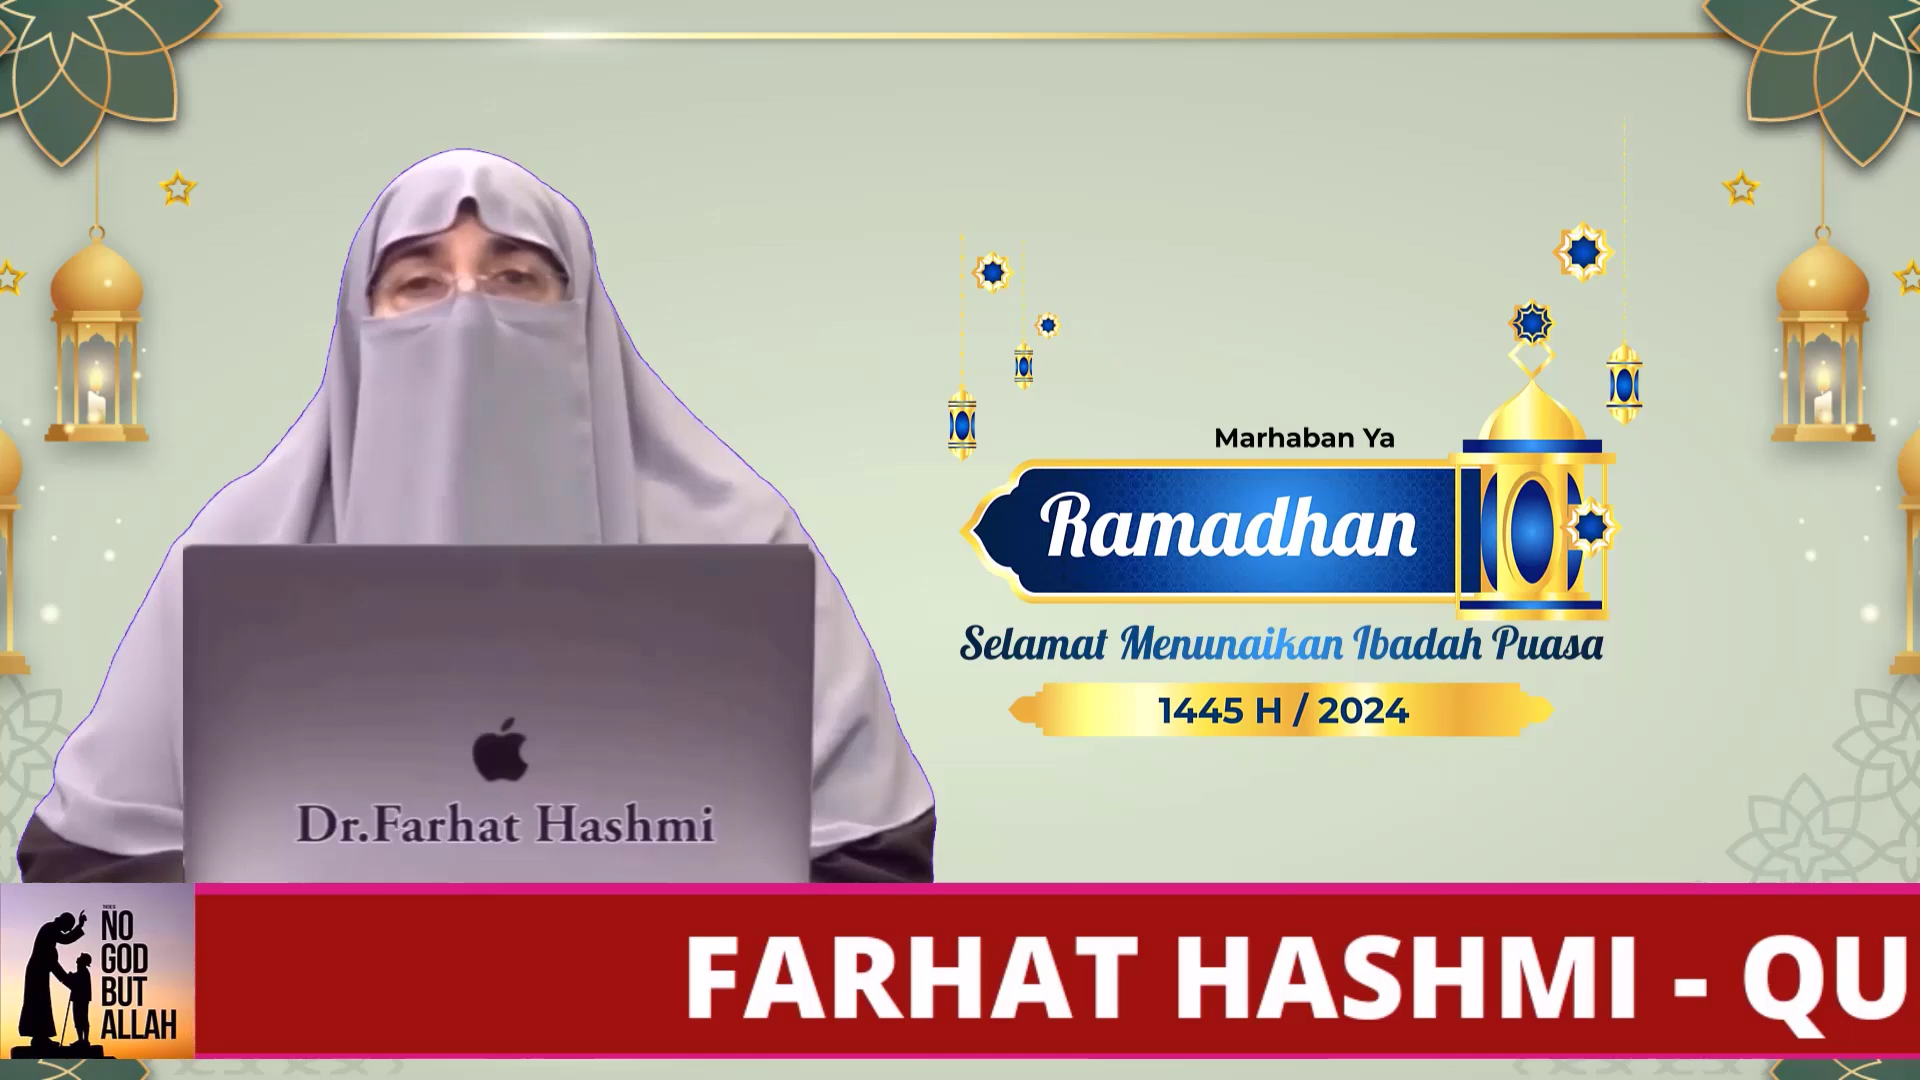 Marhaban Ya
Ramadhan
Selamat Menunaikan Ibadah Puasa
1445 H / 2024
Dr.Farhat Hashmi
NO
GOD
BUT
ALLAH
FARHAT HASHMI - QU